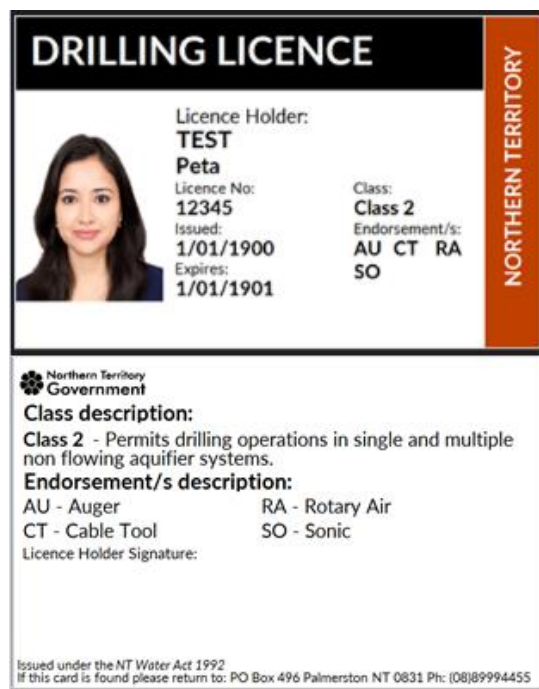 DRILLING LICENCE
NORTHERN TERRITORY
Licence Holder:
TEST
Peta
Licence No:
12345
Issued:
1/01/1900
Expires:
1/01/1901
Class:
Class 2
Endorsement/s:
AU CT RA
SO
Northern Territory
Government
Class description:
Class 2 - Permits drilling operations in single and multiple
non flowing aquifier systems.
Endorsement/s description:
AU - Auger RA - Rotary Air
CT - Cable Tool SO - Sonic
Licence Holder Signature:
Issued under the NT Water Act 1992
If this card is found please return to: PO Box 496 Palmerston NT 0831 Ph: (08)89994455